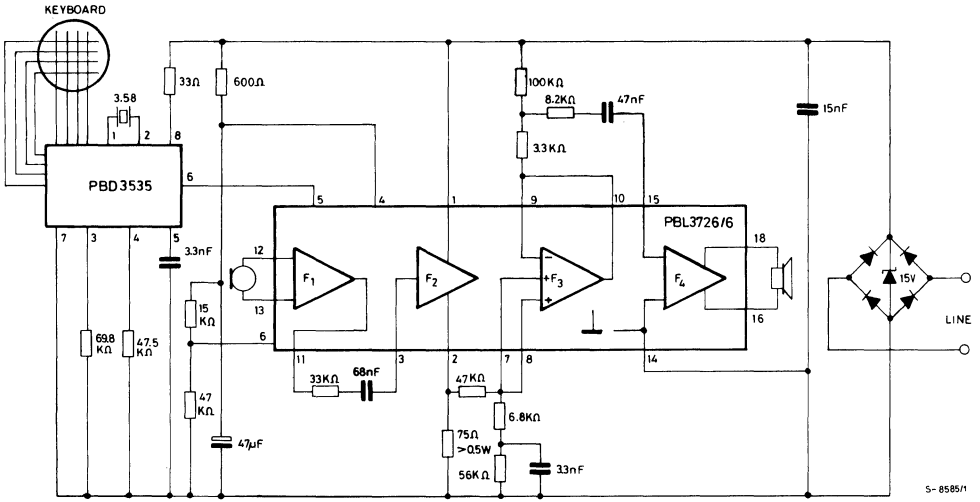 KEYBOARD
3.58
1 2 8
PBD3535
6
7 3 4 5
33Ω
600Ω
100KΩ
8.2KΩ
47nF
3.3KΩ
15nF
5 4 1 9 10 15
PBL3726/6
3.3nF
12
13
F1
F2
F3
F4
−
+
+
18
16
15V
LINE
15
KΩ
6
11 3 2 7 8 14
69.8
KΩ
47.5
KΩ
47
KΩ
33KΩ
68nF
47KΩ
6.8KΩ
75Ω
>0.5W
56KΩ
3.3nF
47µF
S-8585/1